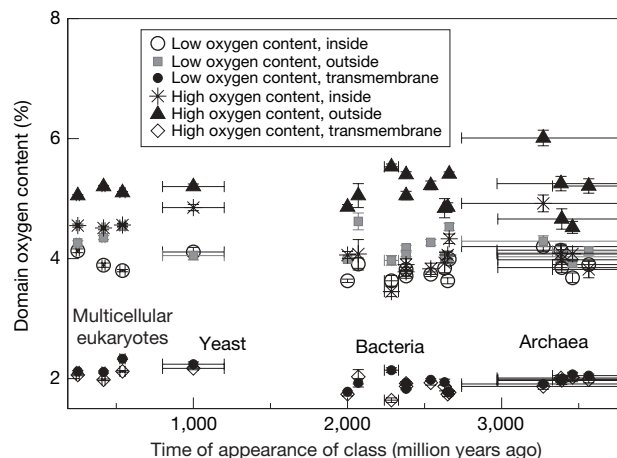 8
6
4
2
Domain oxygen content (%)
Low oxygen content, inside
Low oxygen content, outside
Low oxygen content, transmembrane
High oxygen content, inside
High oxygen content, outside
High oxygen content, transmembrane
Multicellular
eukaryotes
Yeast
Bacteria
Archaea
1,000
2,000
3,000
Time of appearance of class (million years ago)